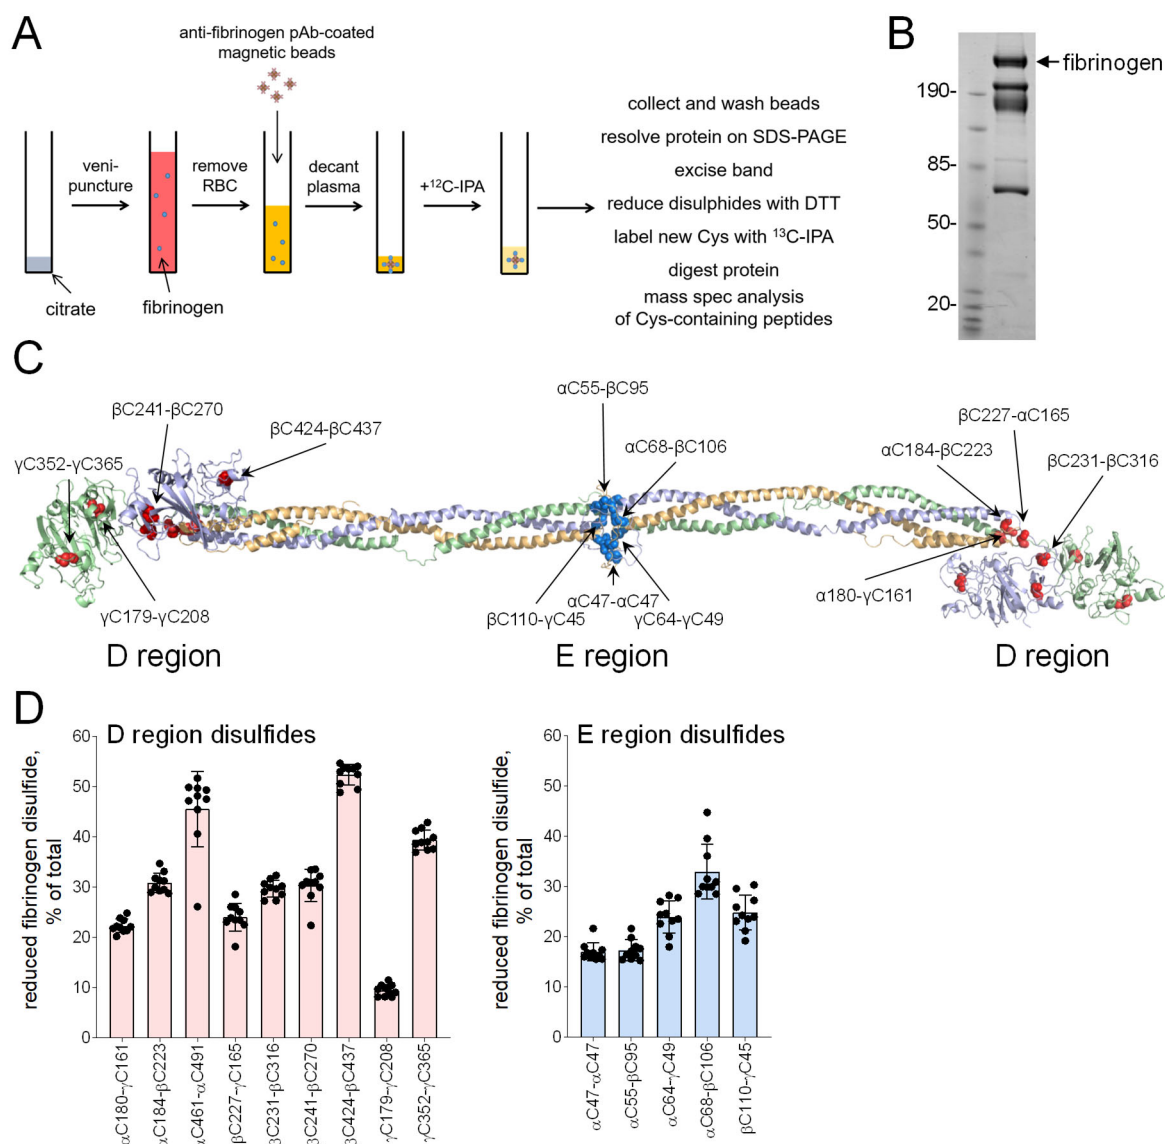 A
anti-fibrinogen pAb-coated
magnetic beads
veni-
puncture
remove
RBC
decant
plasma
+¹²C-IPA
citrate
fibrinogen
collect and wash beads
resolve protein on SDS-PAGE
excise band
reduce disulphides with DTT
label new Cys with ¹³C-IPA
digest protein
mass spec analysis
of Cys-containing peptides
B
fibrinogen
190-
85-
50-
20-
C
γC352-γC365
βC241-βC270
βC424-βC437
αC55-βC95
αC68-βC106
βC227-αC165
αC184-βC223
βC231-βC316
γC179-γC208
βC110-γC45
αC47-αC47
γC64-γC49
α180-γC161
D region
E region
D region
D
D region disulfides
reduced fibrinogen disulfide,
% of total
60
50
40
30
20
10
0
αC180-γC161
αC184-βC223
αC461-αC491
βC227-γC165
βC231-βC316
βC241-βC270
βC424-βC437
γC179-γC208
γC352-γC365
E region disulfides
reduced fibrinogen disulfide,
% of total
60
50
40
30
20
10
0
αC47-αC47
αC55-βC95
αC64-γC49
αC68-βC106
βC110-γC45